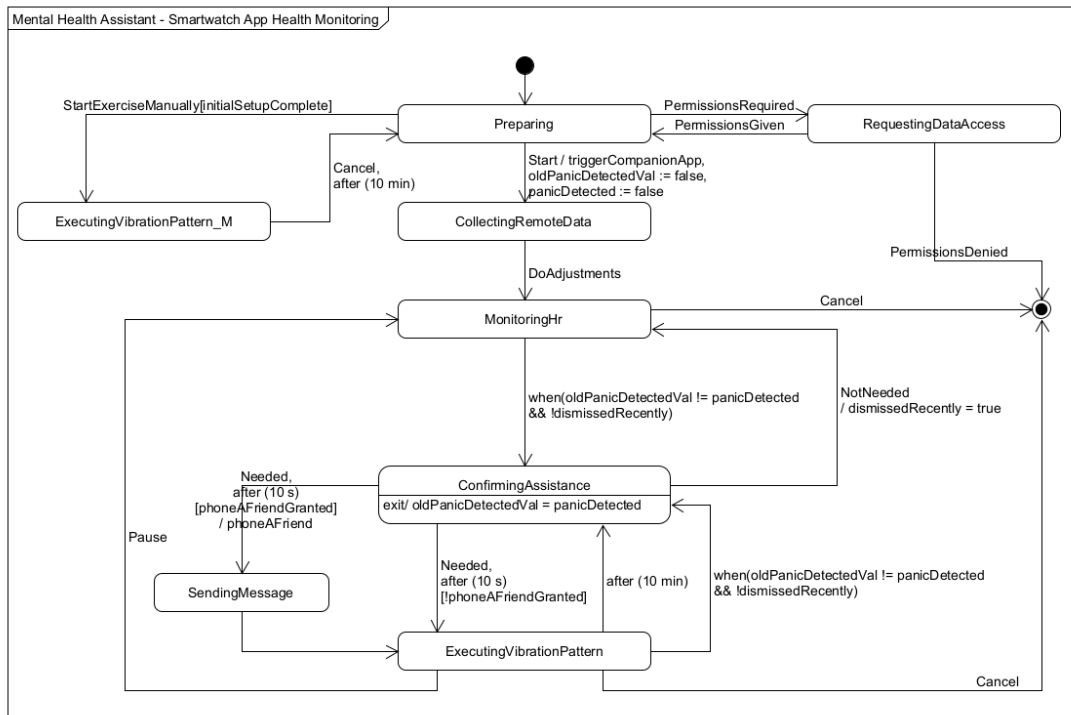 Mental Health Assistant - Smartwatch App Health Monitoring
StartExerciseManually[initialSetupComplete]
Preparing
PermissionsRequired
PermissionsGiven
RequestingDataAccess
Cancel,
after (10 min)
Start / triggerCompanionApp,
oldPanicDetectedVal := false,
panicDetected := false
ExecutingVibrationPattern_M
CollectingRemoteData
PermissionsDenied
DoAdjustments
MonitoringHr
Cancel
when(oldPanicDetectedVal != panicDetected
&& !dismissedRecently)
NotNeeded
/ dismissedRecently = true
ConfirmingAssistance
exit/ oldPanicDetectedVal = panicDetected
Needed,
after (10 s)
[phoneAFriendGranted]
/ phoneAFriend
Pause
Needed,
after (10 s)
[!phoneAFriendGranted]
after (10 min)
when(oldPanicDetectedVal != panicDetected
&& !dismissedRecently)
SendingMessage
ExecutingVibrationPattern
Cancel